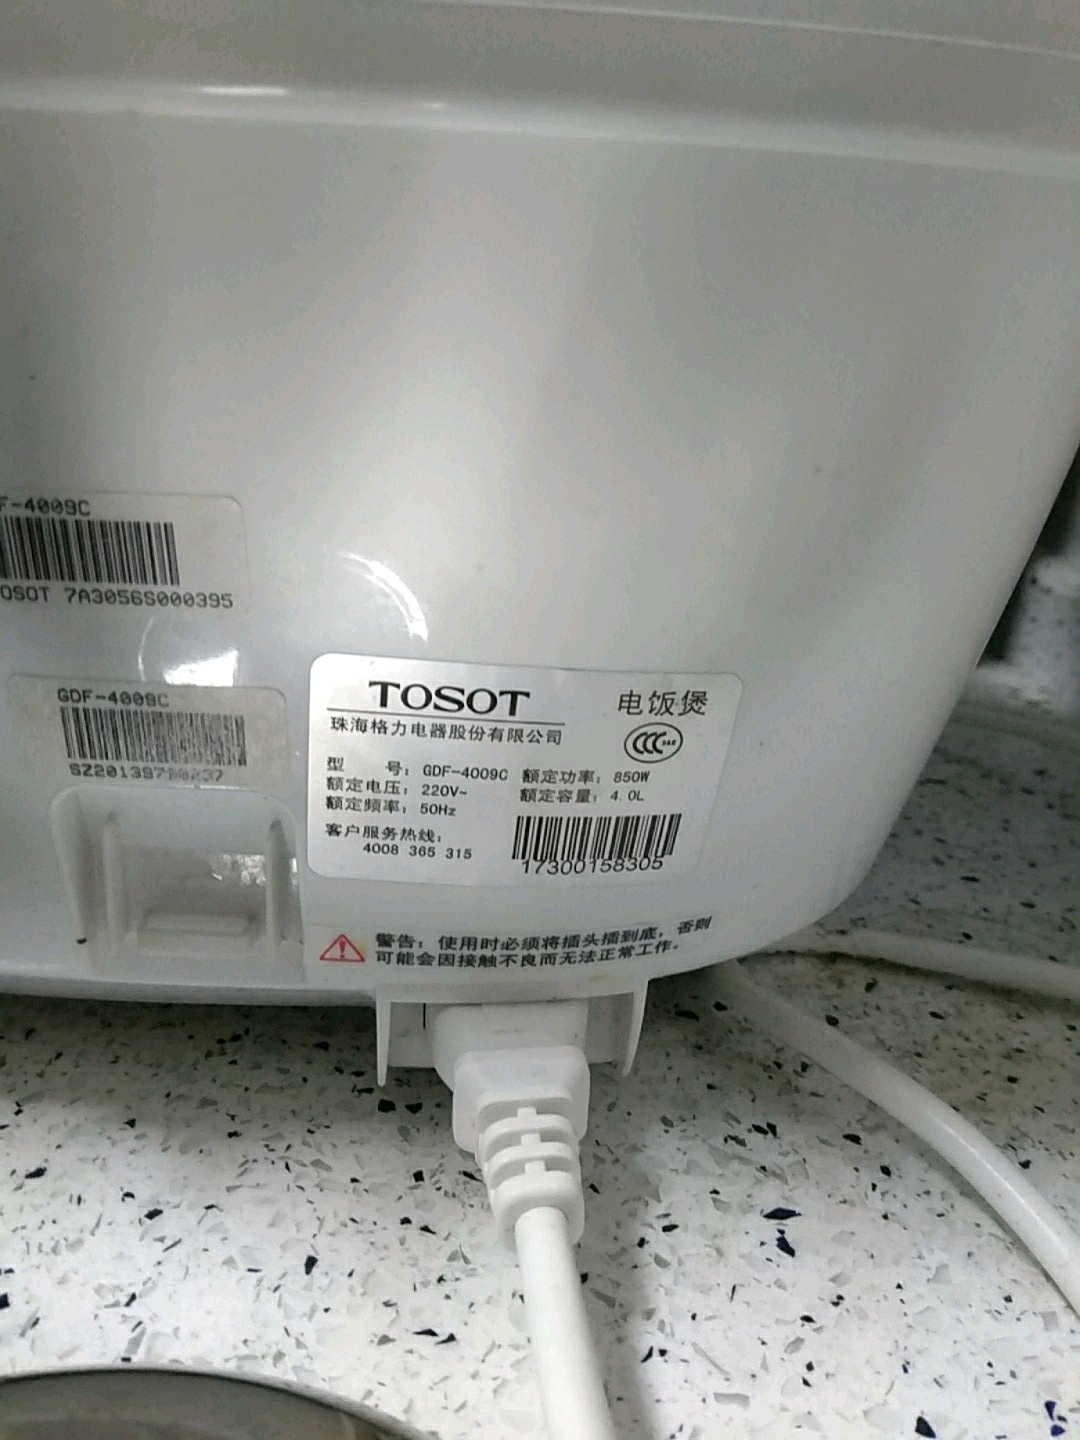 F-4009C
OSOT 7A3056S000395
GDF-4009C
TOSOT
电饭煲
珠海格力电器股份有限公司
CCC
型 号：GDF-4009C 额定功率：850W
额定电压：220V~ 额定容量：4.0L
额定频率：50Hz
客户服务热线：
4008 365 315
17300158305
警告：使用时必须将插头插到底，否则
可能会因接触不良而无法正常工作。